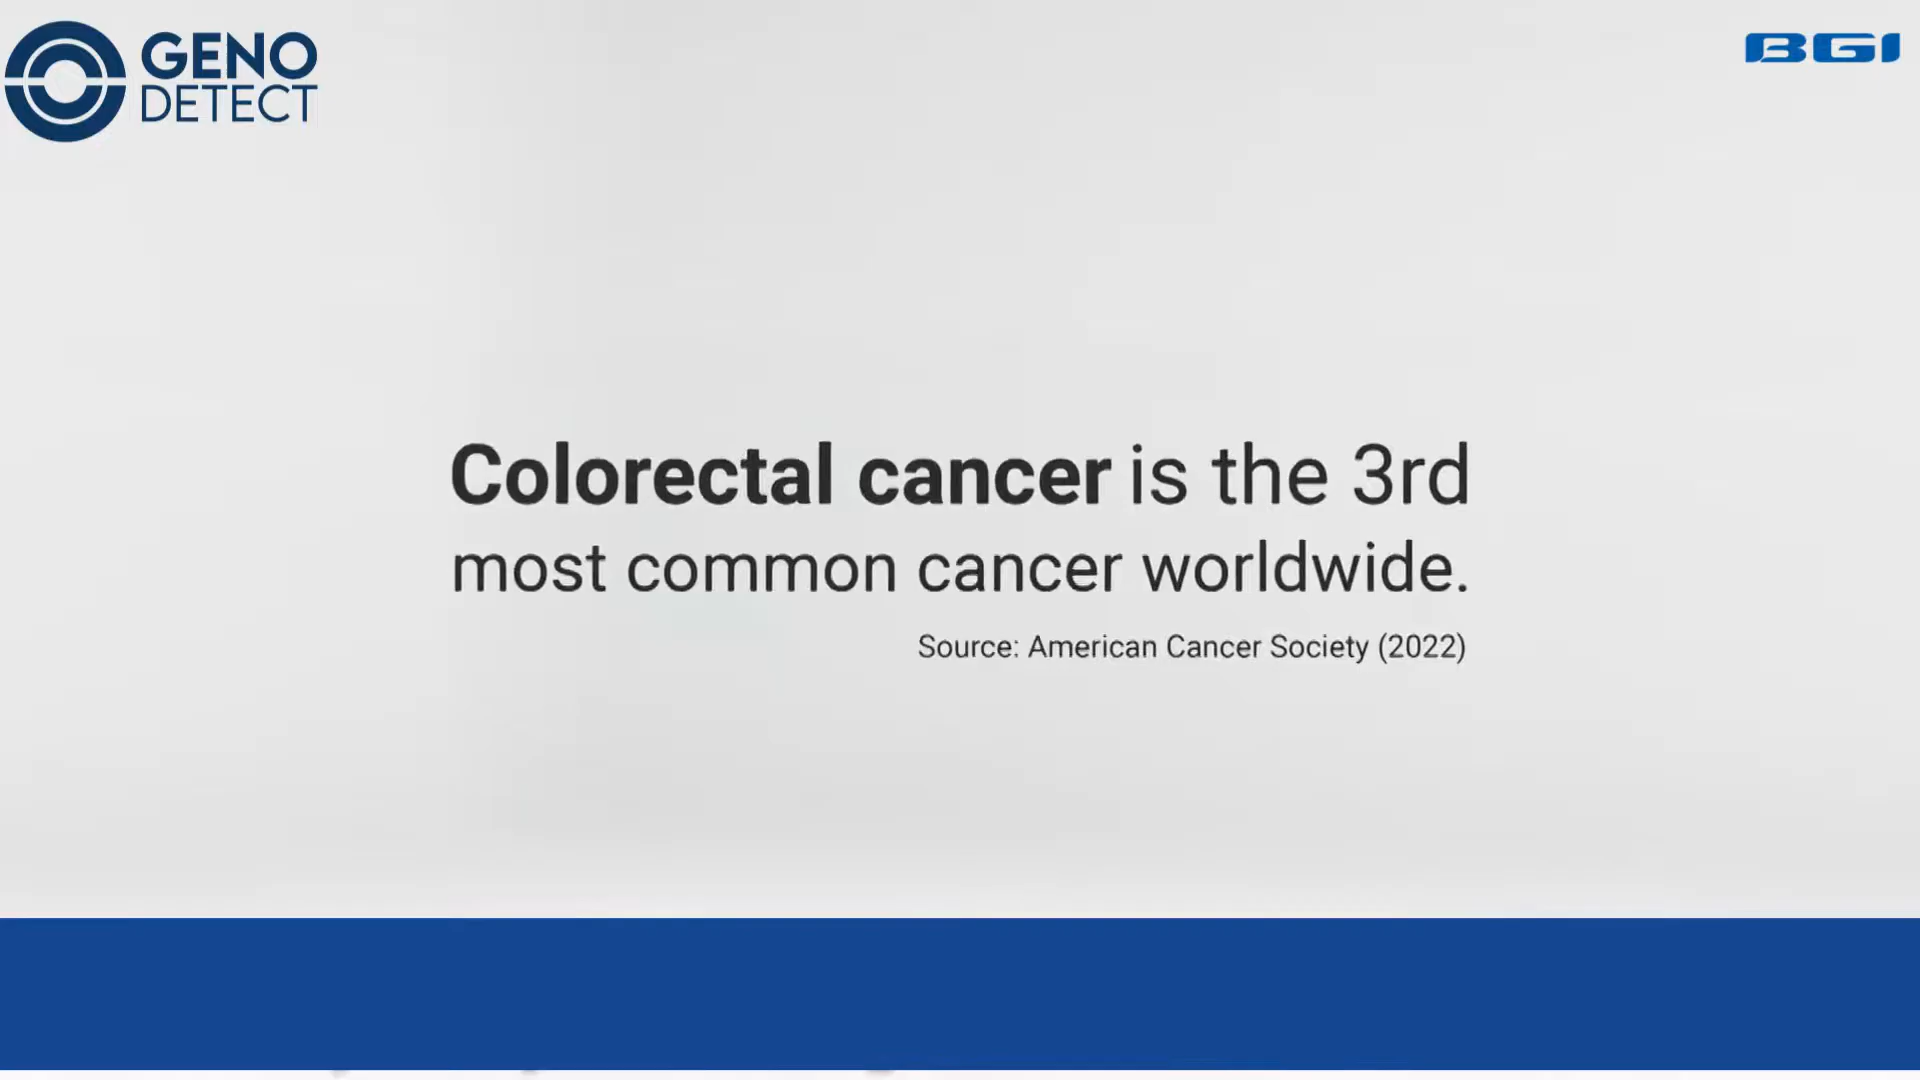 GENO
DETECT
BGI
Colorectal cancer is the 3rd
most common cancer worldwide.
Source: American Cancer Society (2022)